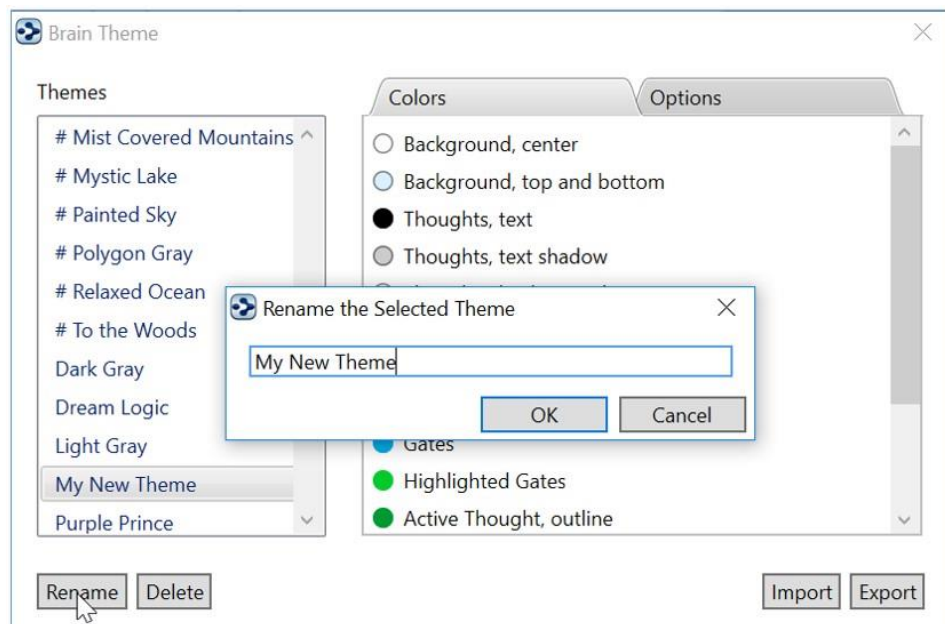 Brain Theme
Themes
# Mist Covered Mountains
# Mystic Lake
# Painted Sky
# Polygon Gray
# Relaxed Ocean
# To the Woods
Dark Gray
Dream Logic
Light Gray
My New Theme
Purple Prince
Colors
Options
Background, center
Background, top and bottom
Thoughts, text
Thoughts, text shadow
Rename the Selected Theme
My New Theme
OK
Cancel
Gates
Highlighted Gates
Active Thought, outline
Rename
Delete
Import
Export